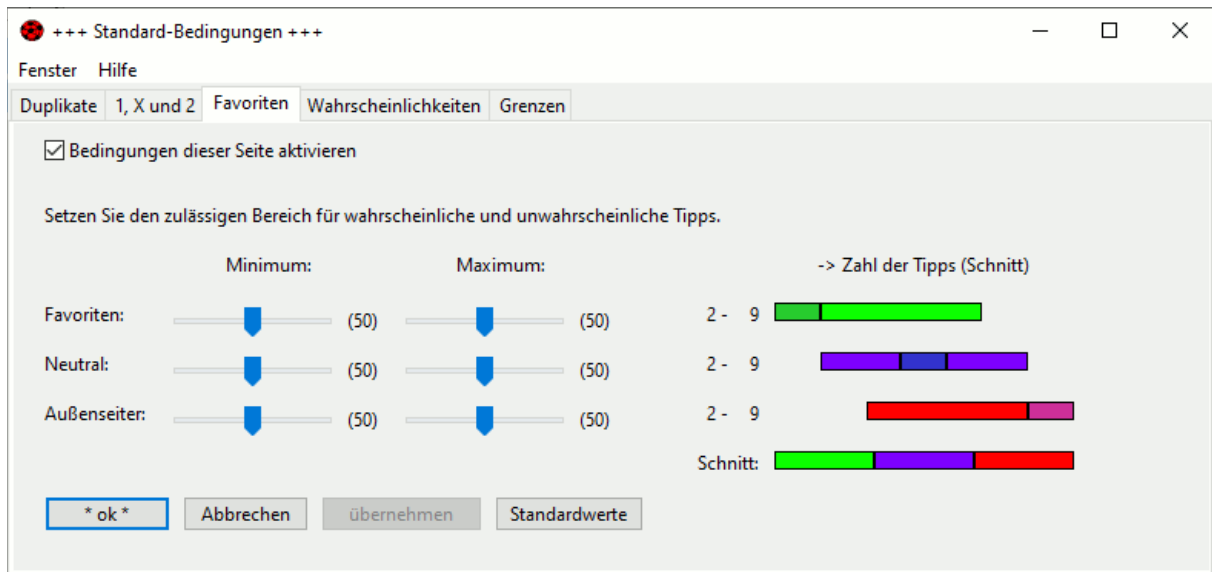 +++ Standard-Bedingungen +++
Fenster Hilfe
Duplikate 1, X und 2 Favoriten Wahrscheinlichkeiten Grenzen
Bedingungen dieser Seite aktivieren
Setzen Sie den zulässigen Bereich für wahrscheinliche und unwahrscheinliche Tipps.
Minimum: Maximum: -> Zahl der Tipps (Schnitt)
Favoriten: (50) (50) 2 - 9
Neutral: (50) (50) 2 - 9
Außenseiter: (50) (50) 2 - 9
Schnitt:
* ok * Abbrechen übernehmen Standardwerte